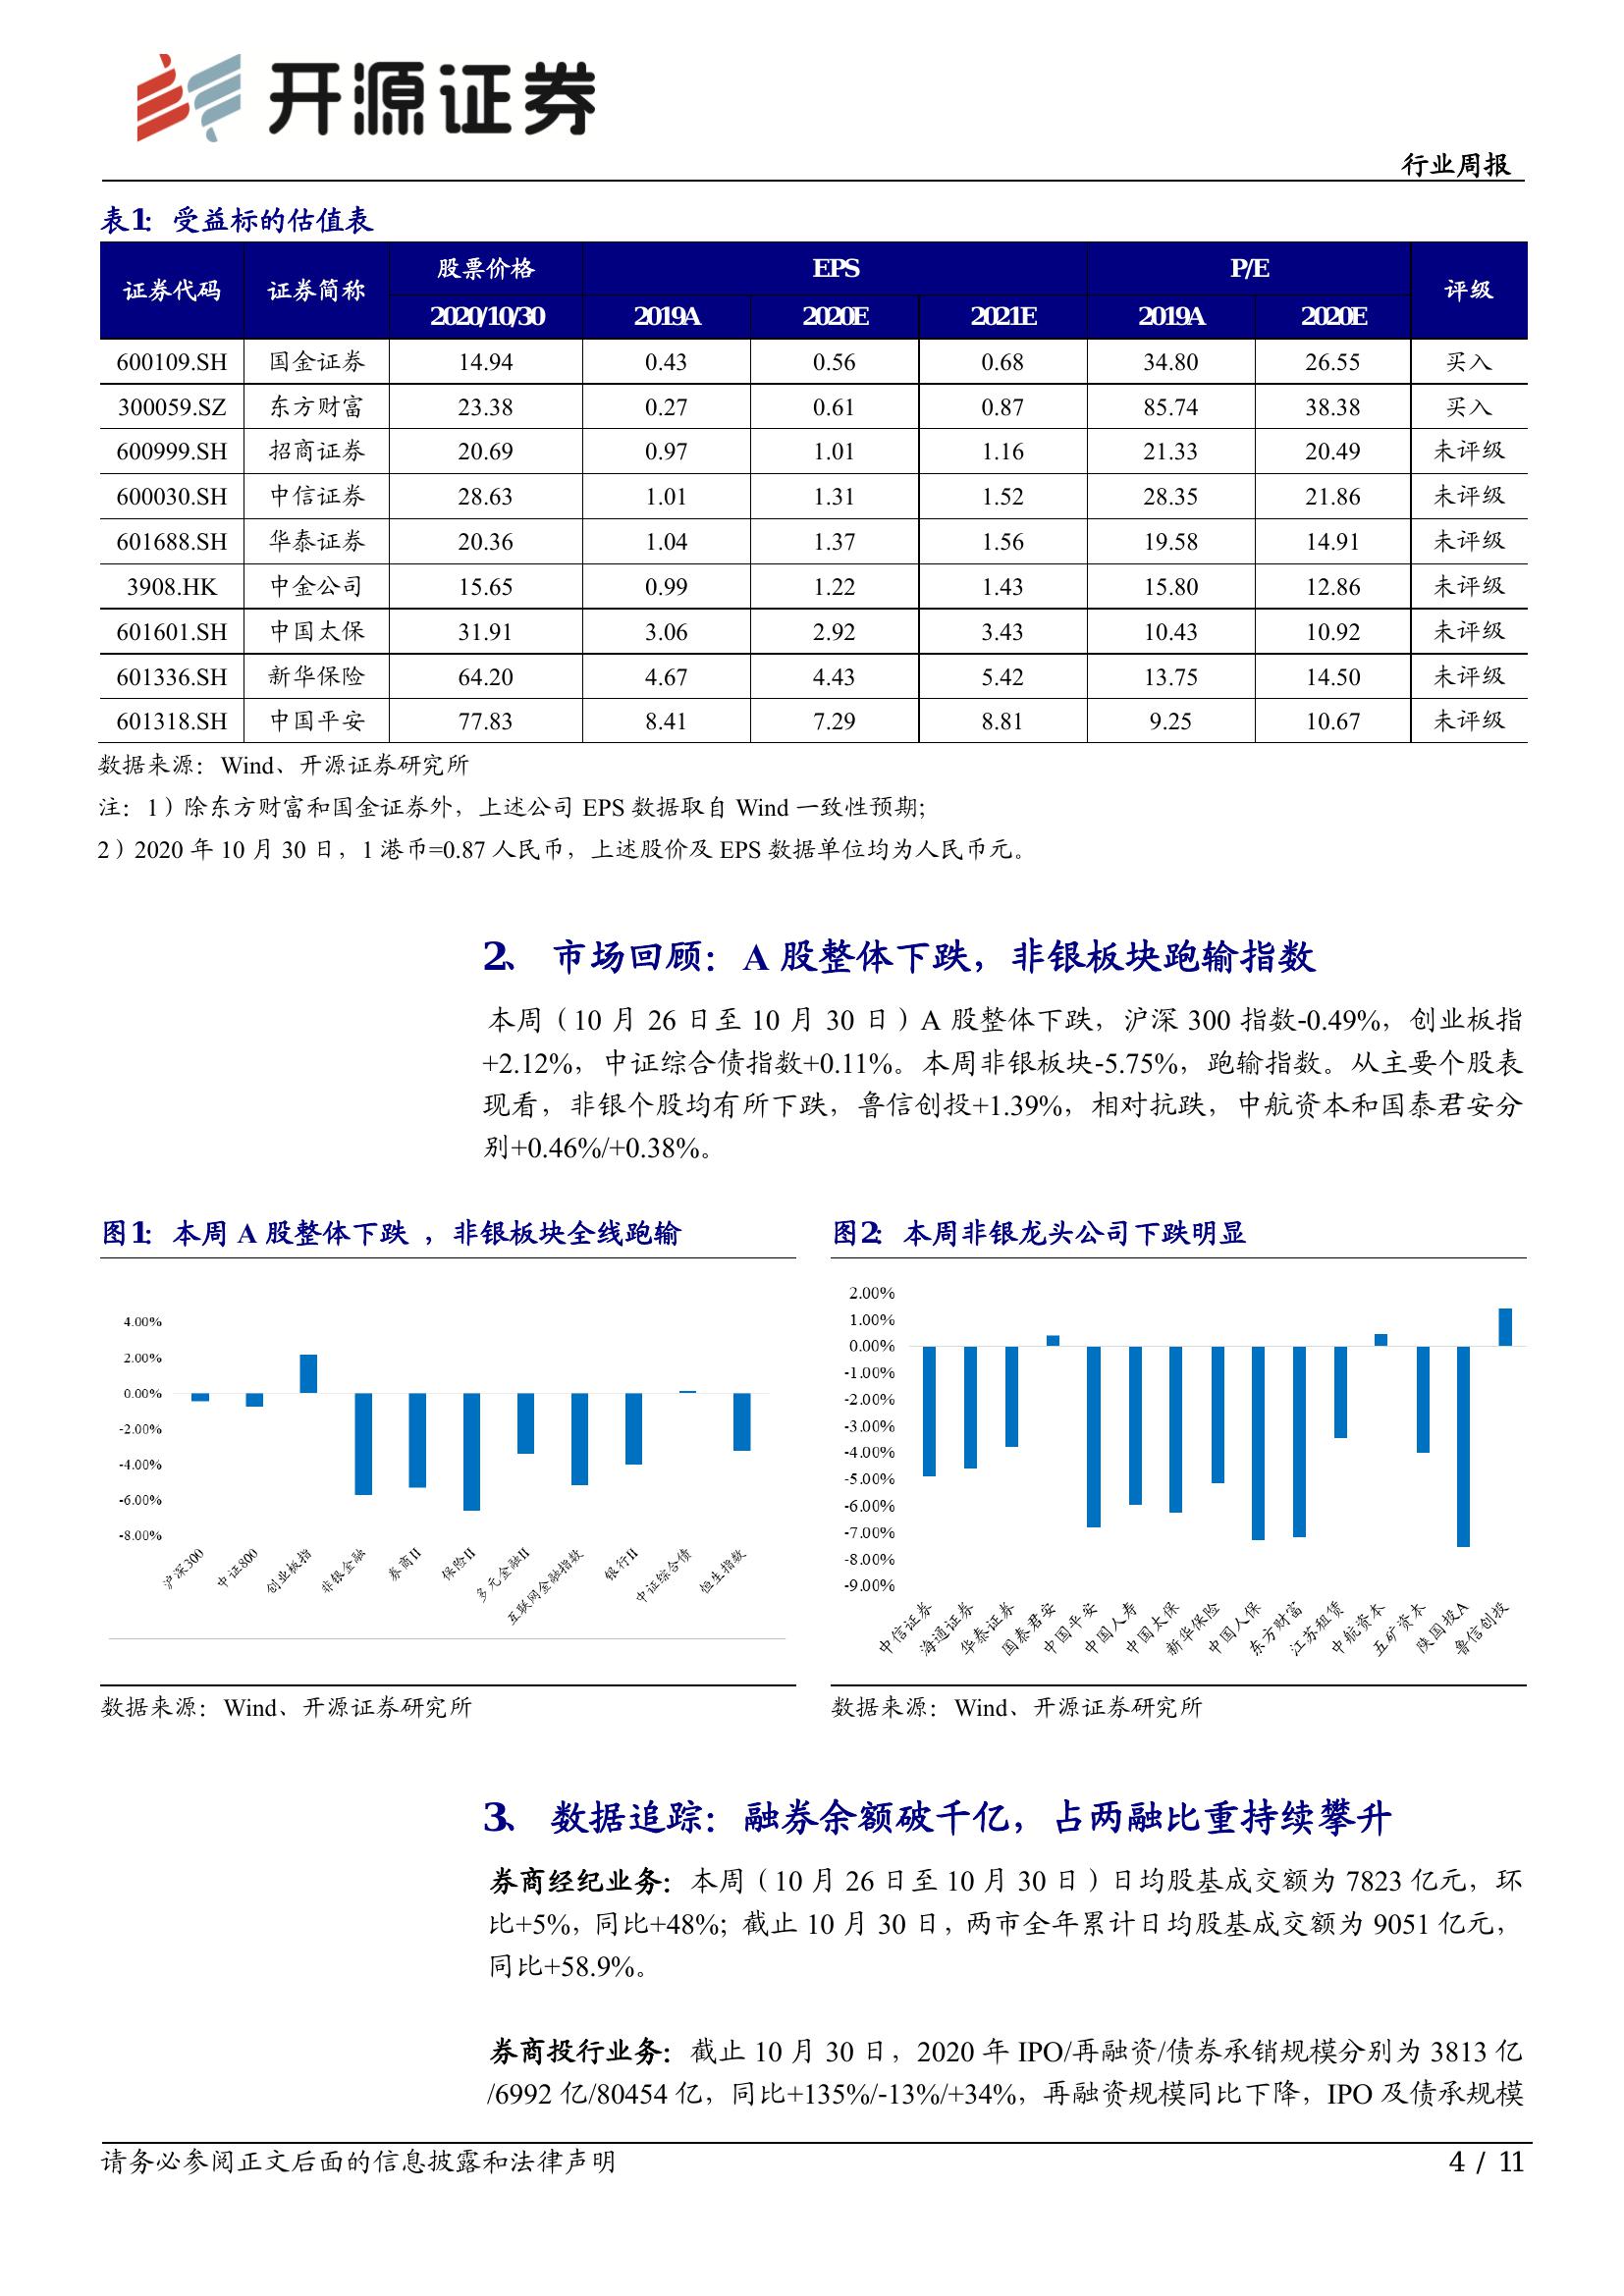 开源证券
行业周报
表1：受益标的估值表
证券代码 证券简称 股票价格 EPS P/E 评级
2020/10/30 2019A 2020E 2021E 2019A 2020E
600109.SH 国金证券 14.94 0.43 0.56 0.68 34.80 26.55 买入
300059.SZ 东方财富 23.38 0.27 0.61 0.87 85.74 38.38 买入
600999.SH 招商证券 20.69 0.97 1.01 1.16 21.33 20.49 未评级
600030.SH 中信证券 28.63 1.01 1.31 1.52 28.35 21.86 未评级
601688.SH 华泰证券 20.36 1.04 1.37 1.56 19.58 14.91 未评级
3908.HK 中金公司 15.65 0.99 1.22 1.43 15.80 12.86 未评级
601601.SH 中国太保 31.91 3.06 2.92 3.43 10.43 10.92 未评级
601336.SH 新华保险 64.20 4.67 4.43 5.42 13.75 14.50 未评级
601318.SH 中国平安 77.83 8.41 7.29 8.81 9.25 10.67 未评级
数据来源：Wind、开源证券研究所
注：1）除东方财富和国金证券外，上述公司 EPS 数据取自 Wind 一致性预期;
2）2020 年 10 月 30 日，1 港币=0.87 人民币，上述股价及 EPS 数据单位均为人民币元。
2、 市场回顾：A 股整体下跌，非银板块跑输指数
本周（10 月 26 日至 10 月 30 日）A 股整体下跌，沪深 300 指数-0.49%，创业板指
+2.12%，中证综合债指数+0.11%。本周非银板块-5.75%，跑输指数。从主要个股表
现看，非银个股均有所下跌，鲁信创投+1.39%，相对抗跌，中航资本和国泰君安分
别+0.46%/+0.38%。
图1：本周 A 股整体下跌 ，非银板块全线跑输
4.00%
2.00%
0.00%
-2.00%
-4.00%
-6.00%
-8.00%
沪深300 中证800 创业板指 非银金融 券商II 保险II 多元金融II 互联网金融指数 银行II 中证综合债 恒生指数
数据来源：Wind、开源证券研究所
图2：本周非银龙头公司下跌明显
2.00%
1.00%
0.00%
-1.00%
-2.00%
-3.00%
-4.00%
-5.00%
-6.00%
-7.00%
-8.00%
-9.00%
中信证券 海通证券 华泰证券 国泰君安 中国平安 中国人寿 中国太保 新华保险 中国人保 东方财富 江苏租赁 中航资本 五矿资本 陕国投A 鲁信创投
数据来源：Wind、开源证券研究所
3、 数据追踪：融券余额破千亿，占两融比重持续攀升
券商经纪业务：本周（10 月 26 日至 10 月 30 日）日均股基成交额为 7823 亿元，环
比+5%，同比+48%；截止 10 月 30 日，两市全年累计日均股基成交额为 9051 亿元，
同比+58.9%。
券商投行业务：截止 10 月 30 日，2020 年 IPO/再融资/债券承销规模分别为 3813 亿
/6992 亿/80454 亿，同比+135%/-13%/+34%，再融资规模同比下降，IPO 及债承规模
请务必参阅正文后面的信息披露和法律声明
4 / 11